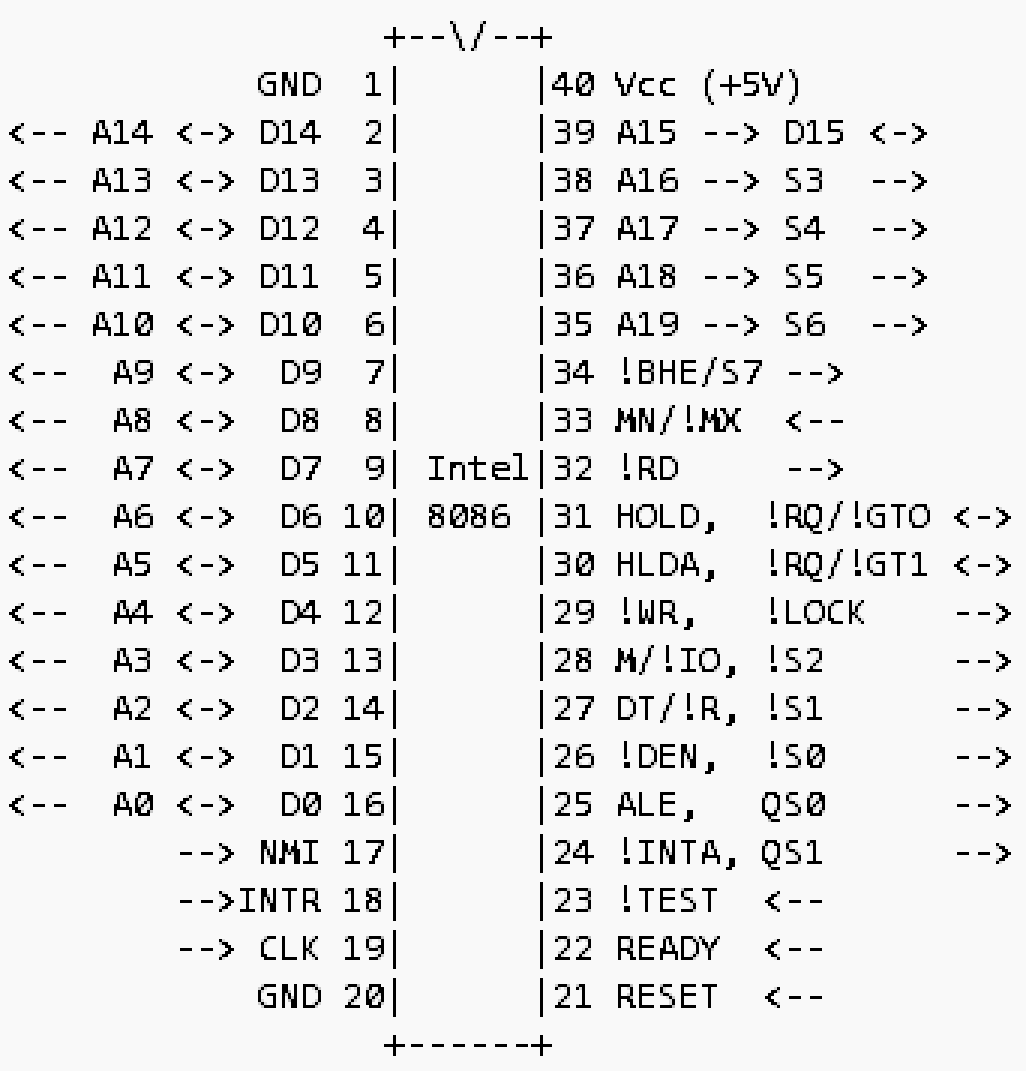 +--\/--+
            GND  1|      |40 Vcc (+5V)
<-- A14 <-> D14  2|      |39 A15 --> D15 <->
<-- A13 <-> D13  3|      |38 A16 --> S3  -->
<-- A12 <-> D12  4|      |37 A17 --> S4  -->
<-- A11 <-> D11  5|      |36 A18 --> S5  -->
<-- A10 <-> D10  6|      |35 A19 --> S6  -->
<--  A9 <->  D9  7|      |34 !BHE/S7 -->
<--  A8 <->  D8  8|      |33 MN/!MX  <--
<--  A7 <->  D7  9| Intel|32 !RD     -->
<--  A6 <->  D6 10| 8086 |31 HOLD,  !RQ/!GTO <->
<--  A5 <->  D5 11|      |30 HLDA,  !RQ/!GT1 <->
<--  A4 <->  D4 12|      |29 !WR,   !LOCK    -->
<--  A3 <->  D3 13|      |28 M/!IO, !S2      -->
<--  A2 <->  D2 14|      |27 DT/!R, !S1      -->
<--  A1 <->  D1 15|      |26 !DEN,  !S0      -->
<--  A0 <->  D0 16|      |25 ALE,   QS0      -->
        --> NMI 17|      |24 !INTA, QS1      -->
        -->INTR 18|      |23 !TEST  <--
        --> CLK 19|      |22 READY  <--
            GND 20|      |21 RESET  <--
                  +------+